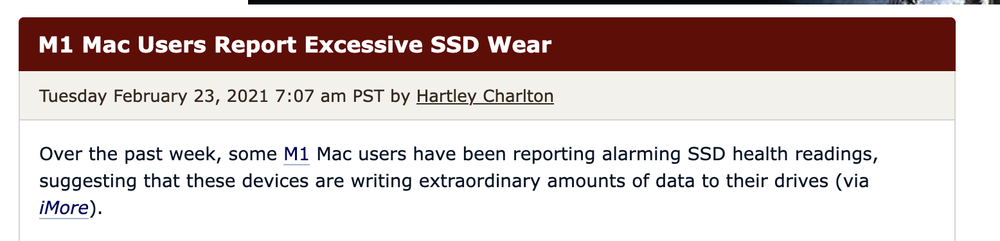 M1 Mac Users Report Excessive SSD Wear
Tuesday February 23, 2021 7:07 am PST by Hartley Charlton
Over the past week, some M1 Mac users have been reporting alarming SSD health readings,
suggesting that these devices are writing extraordinary amounts of data to their drives (via
iMore).